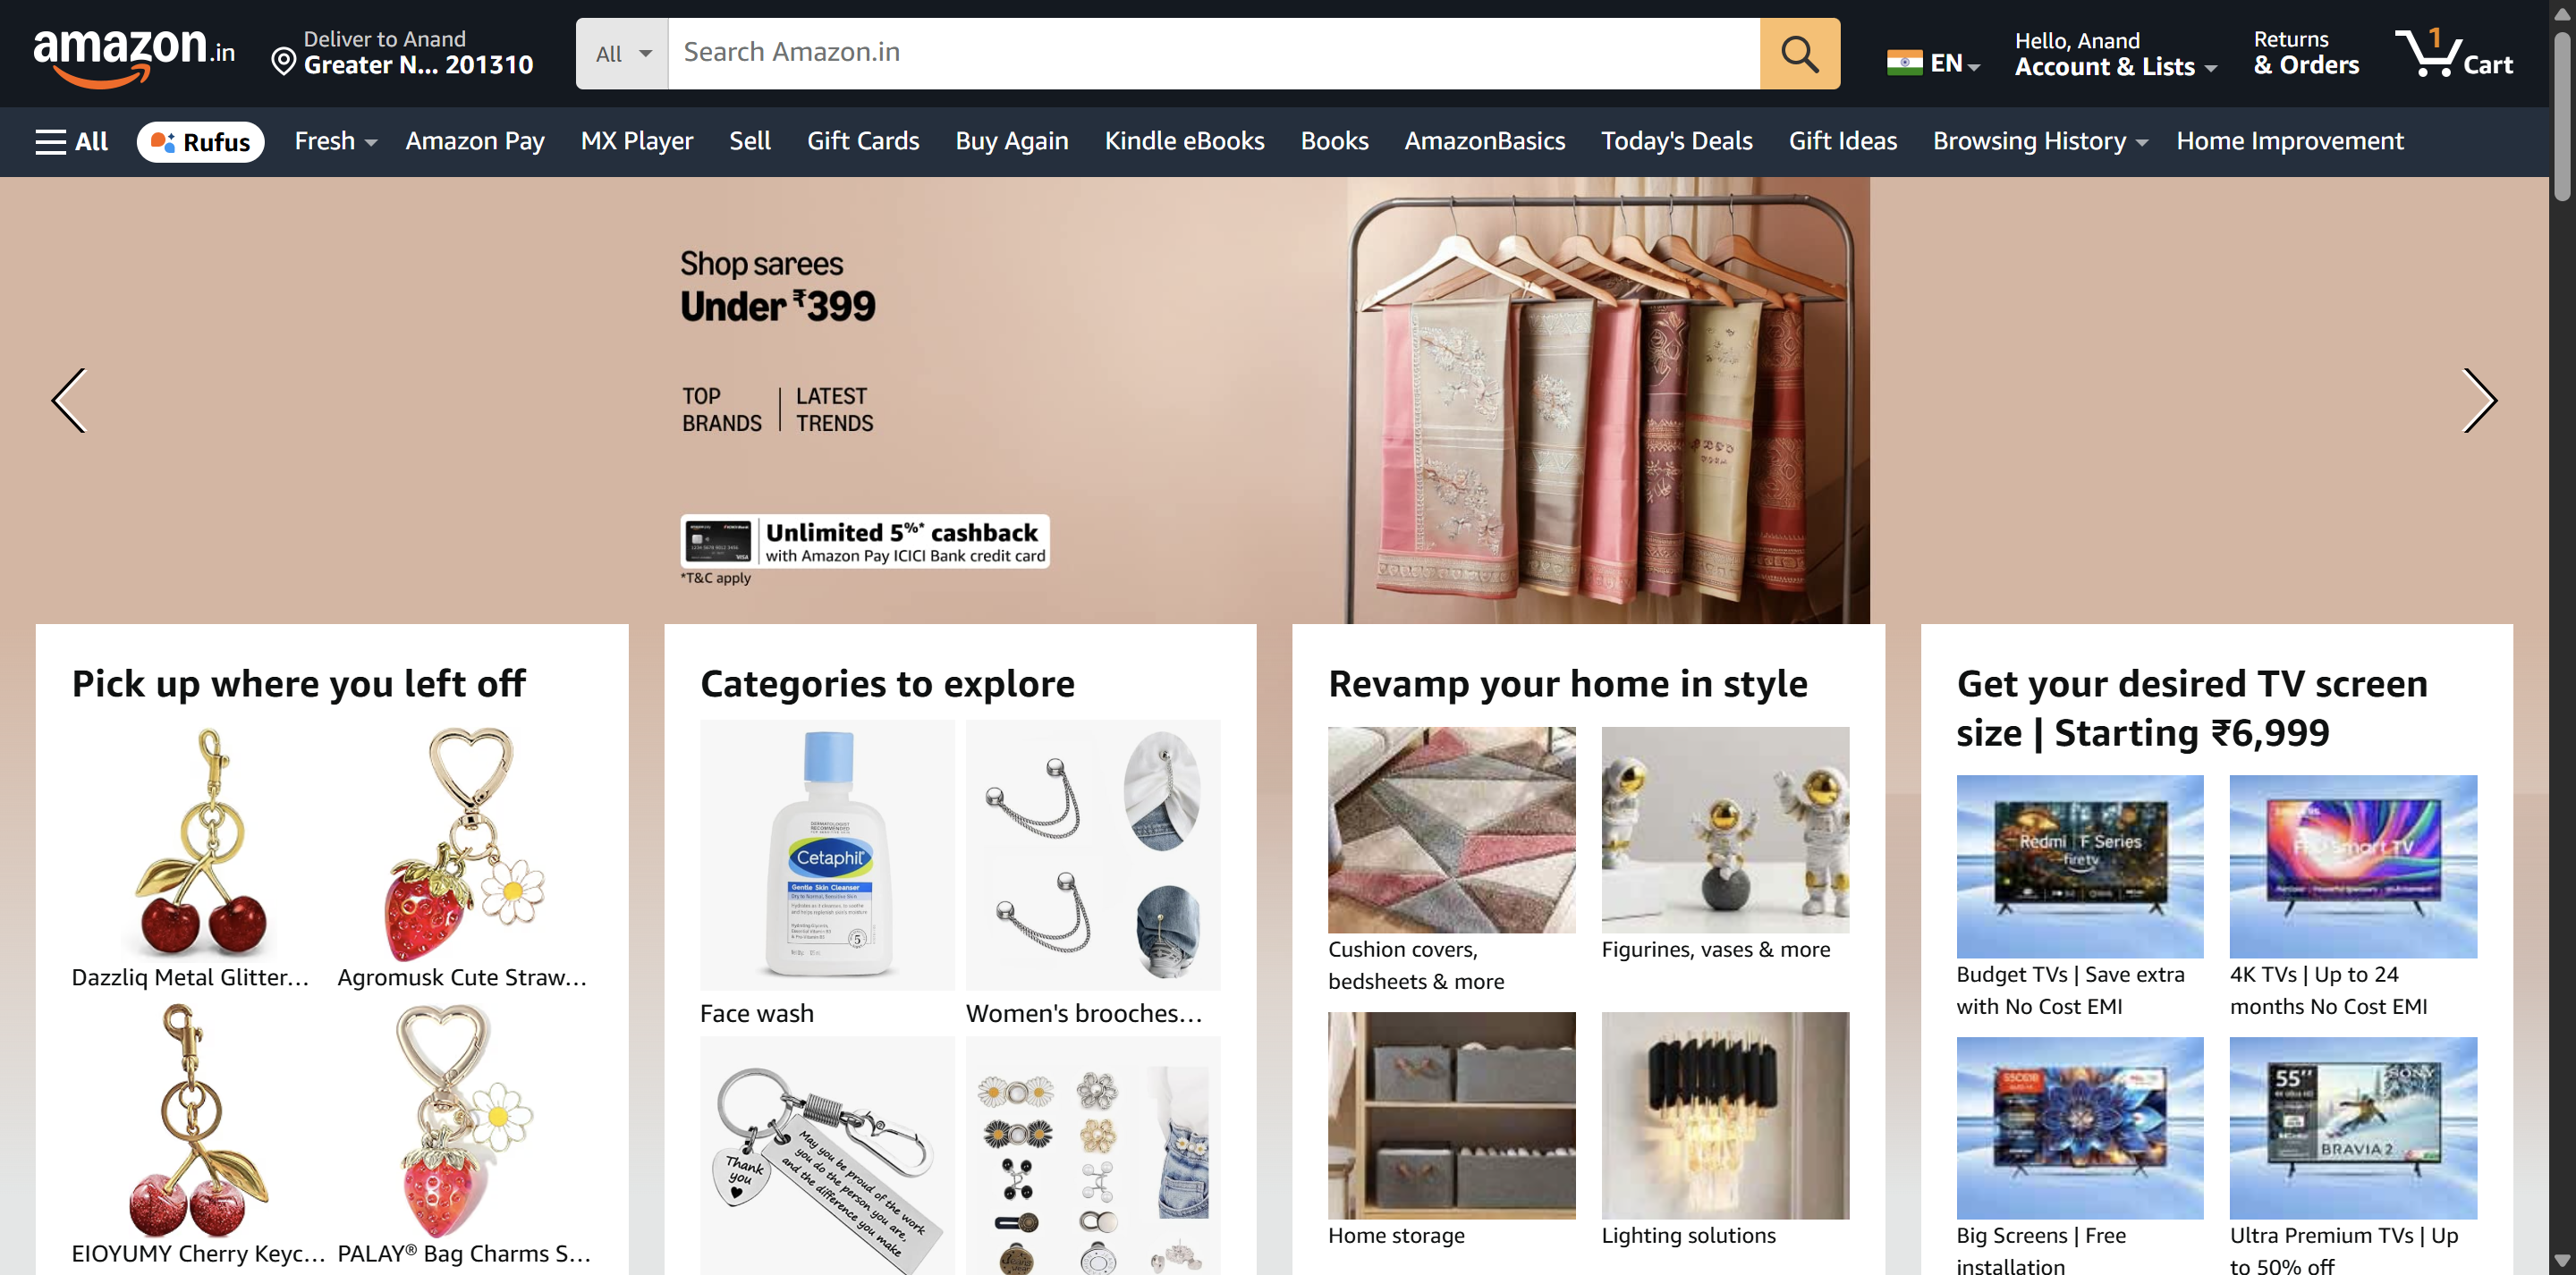 amazon.in
Deliver to Anand
Greater N... 201310
All
Search Amazon.in
EN
Hello, Anand
Account & Lists
Returns
& Orders
1
Cart
All
Rufus
Fresh
Amazon Pay
MX Player
Sell
Gift Cards
Buy Again
Kindle eBooks
Books
AmazonBasics
Today's Deals
Gift Ideas
Browsing History
Home Improvement
Shop sarees
Under ₹399
TOP
BRANDS
LATEST
TRENDS
Unlimited 5%* cashback
with Amazon Pay ICICI Bank credit card
*T&C apply
Pick up where you left off
Dazzliq Metal Glitter...
Agromusk Cute Straw...
EIOYUMY Cherry Keyc...
PALAY® Bag Charms S...
Categories to explore
DERMATOLOGIST
RECOMMENDED
Cetaphil
Gentle Skin Cleanser
Dry to Normal, Sensitive Skin
Face wash
Women's brooches...
Thank
you
May you be proud of the work
you do the person you are,
and the difference you make
Revamp your home in style
Cushion covers,
bedsheets & more
Figurines, vases & more
Home storage
Lighting solutions
Get your desired TV screen
size | Starting ₹6,999
Redmi F Series
firetv
Smart TV
Budget TVs | Save extra
with No Cost EMI
4K TVs | Up to 24
months No Cost EMI
55"
SONY
BRAVIA 2
Big Screens | Free
installation
Ultra Premium TVs | Up
to 50% off